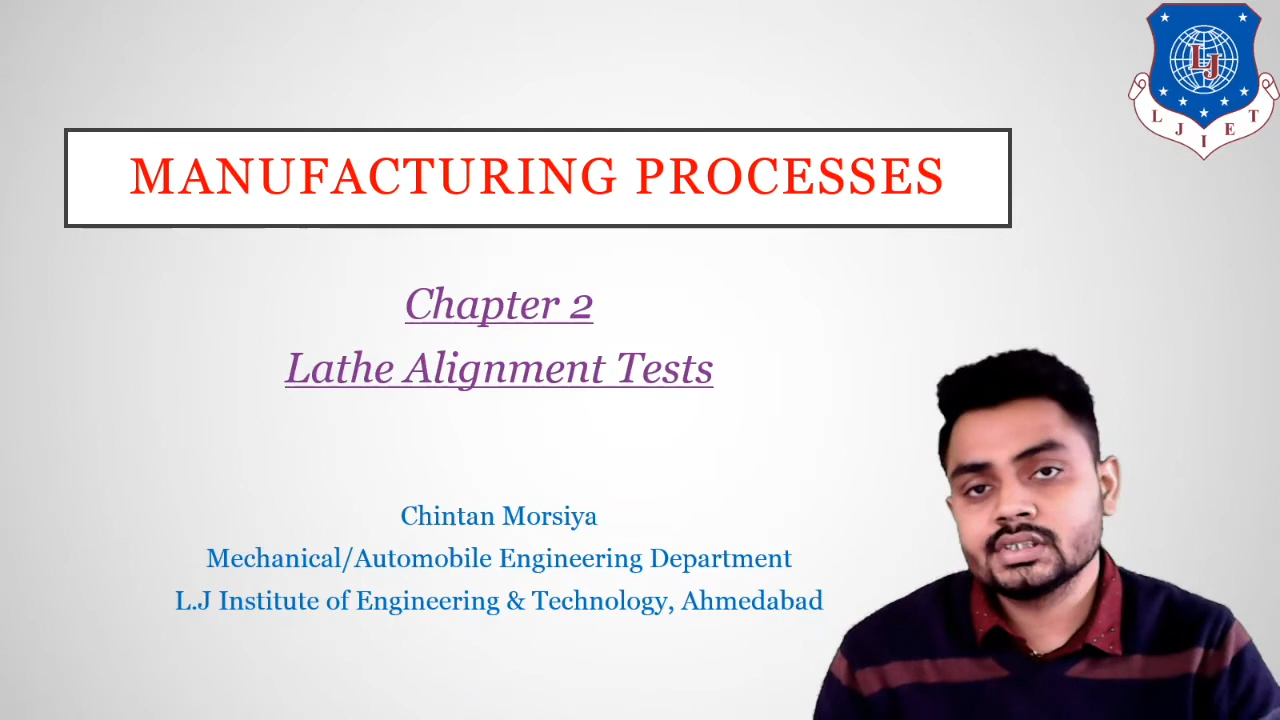 MANUFACTURING PROCESSES
Chapter 2
Lathe Alignment Tests
Chintan Morsiya
Mechanical/Automobile Engineering Department
L.J Institute of Engineering & Technology, Ahmedabad
LJ
L J I E T